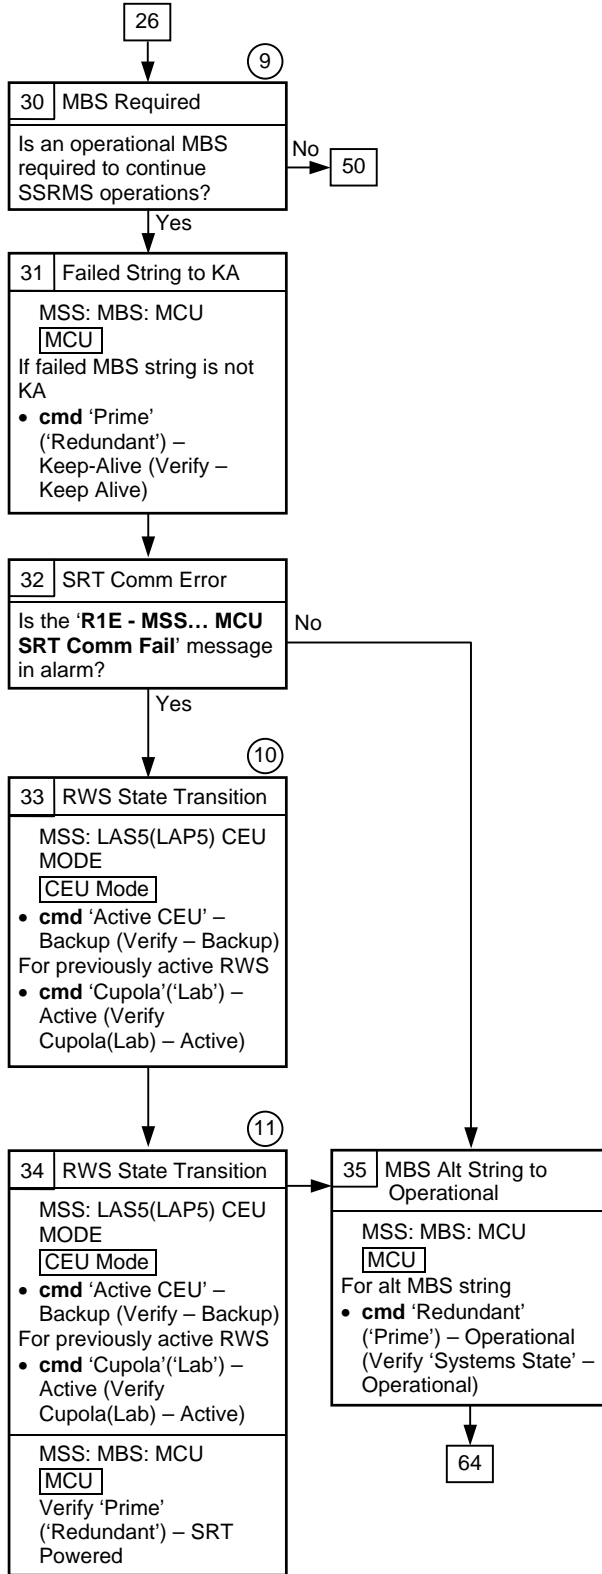 26
9
30 MBS Required
Is an operational MBS
required to continue
SSRMS operations?
No
50
Yes
31 Failed String to KA
MSS: MBS: MCU
MCU
If failed MBS string is not
KA
• cmd ‘Prime’
(‘Redundant’) –
Keep-Alive (Verify –
Keep Alive)
32 SRT Comm Error
Is the ‘R1E - MSS... MCU
SRT Comm Fail’ message
in alarm?
No
Yes
10
33 RWS State Transition
MSS: LAS5(LAP5) CEU
MODE
CEU Mode
• cmd ‘Active CEU’ –
Backup (Verify – Backup)
For previously active RWS
• cmd ‘Cupola’(‘Lab’) –
Active (Verify
Cupola(Lab) – Active)
11
34 RWS State Transition
MSS: LAS5(LAP5) CEU
MODE
CEU Mode
• cmd ‘Active CEU’ –
Backup (Verify – Backup)
For previously active RWS
• cmd ‘Cupola’(‘Lab’) –
Active (Verify
Cupola(Lab) – Active)
MSS: MBS: MCU
MCU
Verify ‘Prime’
(‘Redundant’) – SRT
Powered
35 MBS Alt String to
Operational
MSS: MBS: MCU
MCU
For alt MBS string
• cmd ‘Redundant’
(‘Prime’) – Operational
(Verify ‘Systems State’ –
Operational)
64